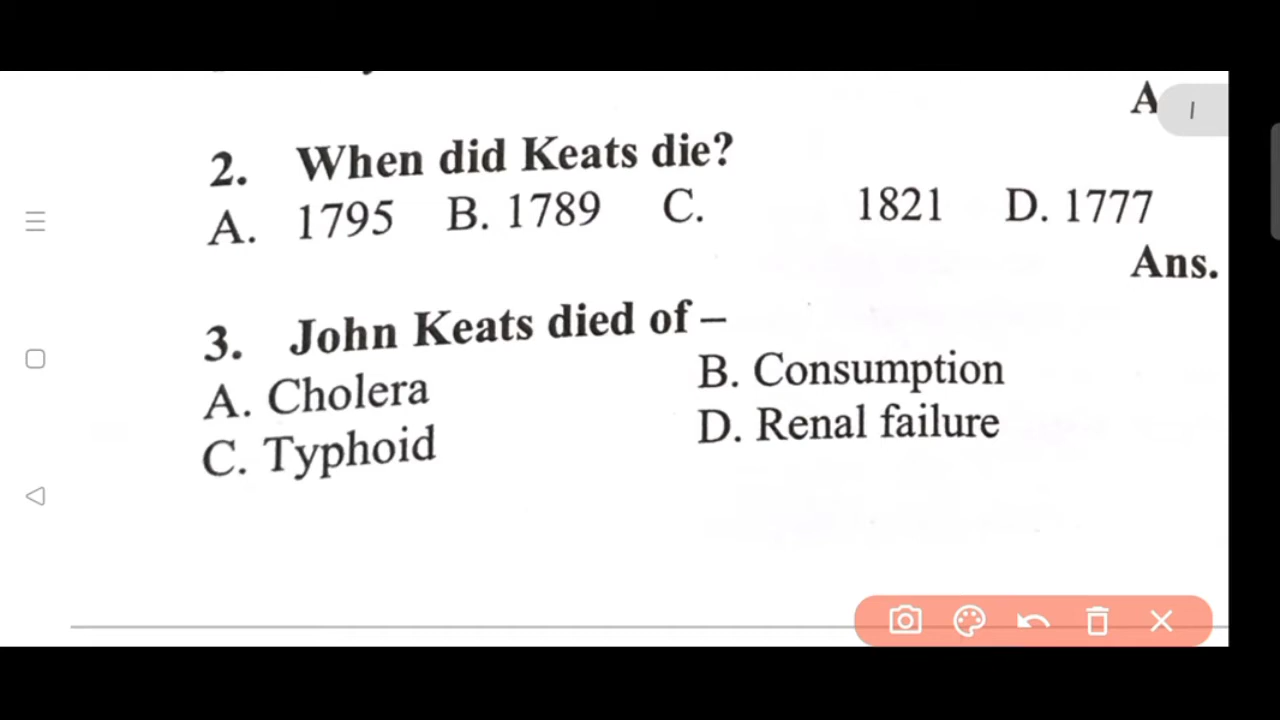 A
2. When did Keats die?
A. 1795 B. 1789 C. 1821 D. 1777
Ans.
3. John Keats died of –
A. Cholera B. Consumption
C. Typhoid D. Renal failure